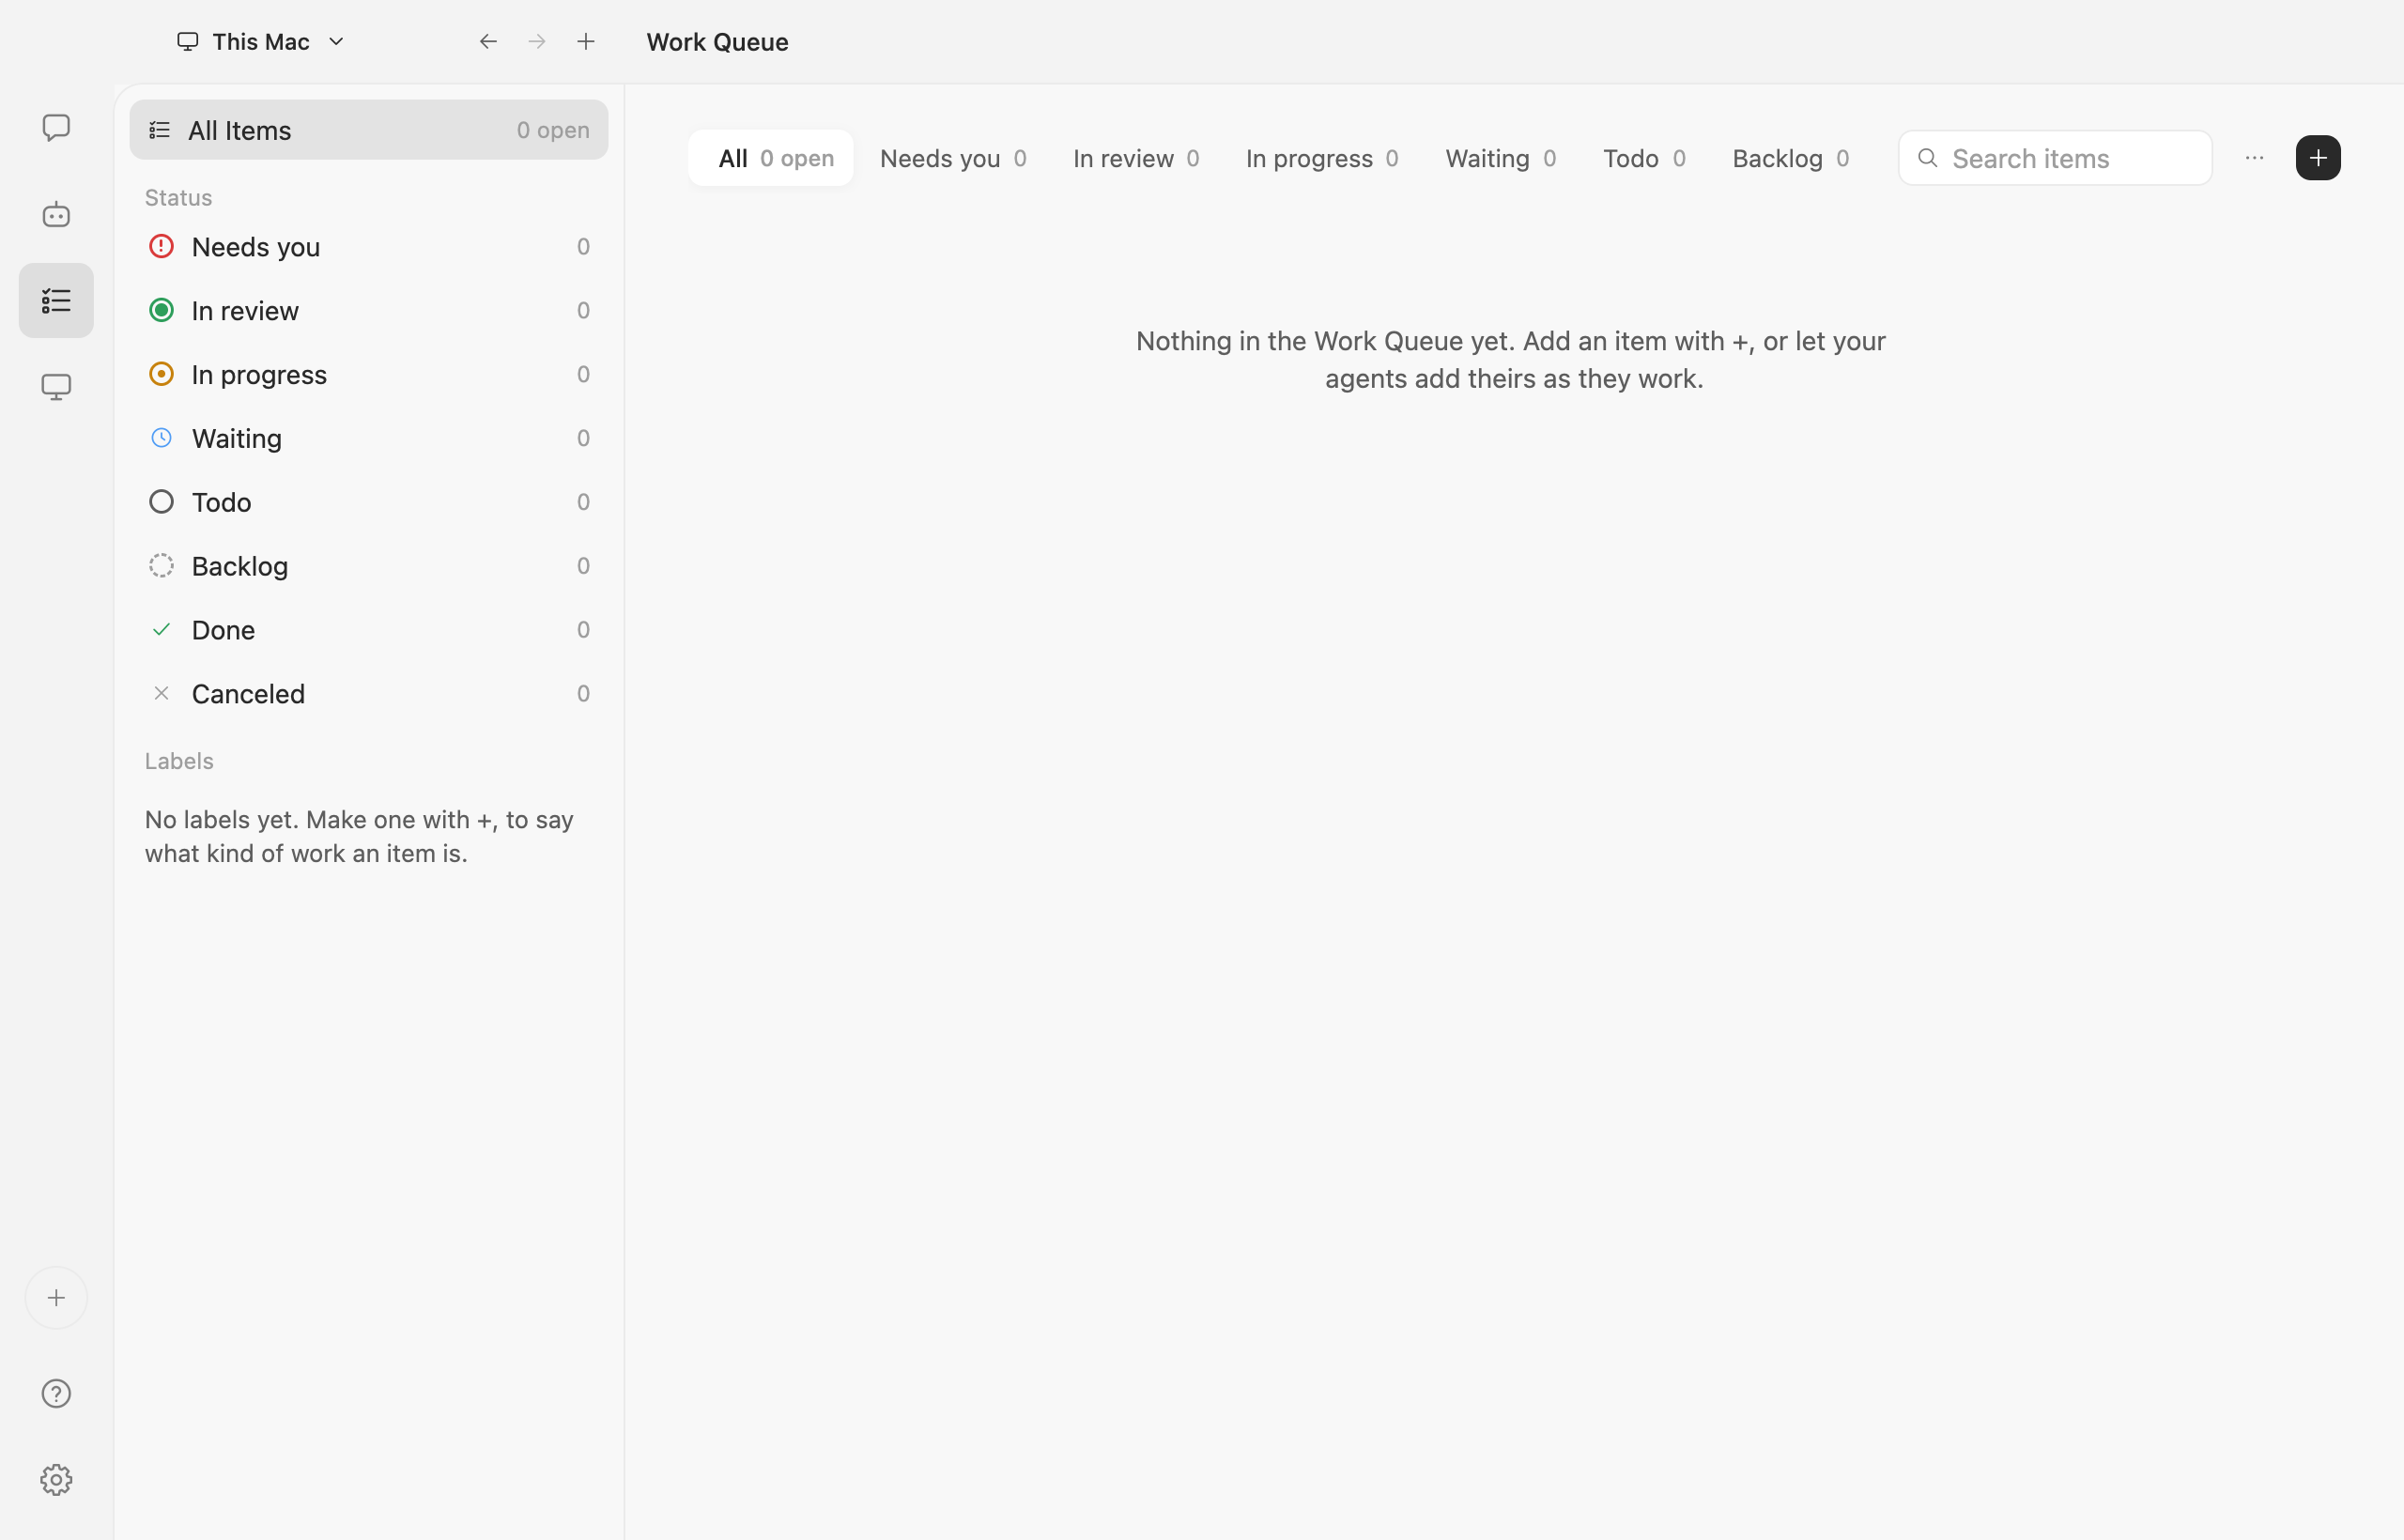 This Mac
Work Queue
All Items 0 open
Status
Needs you 0
In review 0
In progress 0
Waiting 0
Todo 0
Backlog 0
Done 0
Canceled 0
Labels
No labels yet. Make one with +, to say
what kind of work an item is.
All 0 open Needs you 0 In review 0 In progress 0 Waiting 0 Todo 0 Backlog 0 Search items
Nothing in the Work Queue yet. Add an item with +, or let your
agents add theirs as they work.